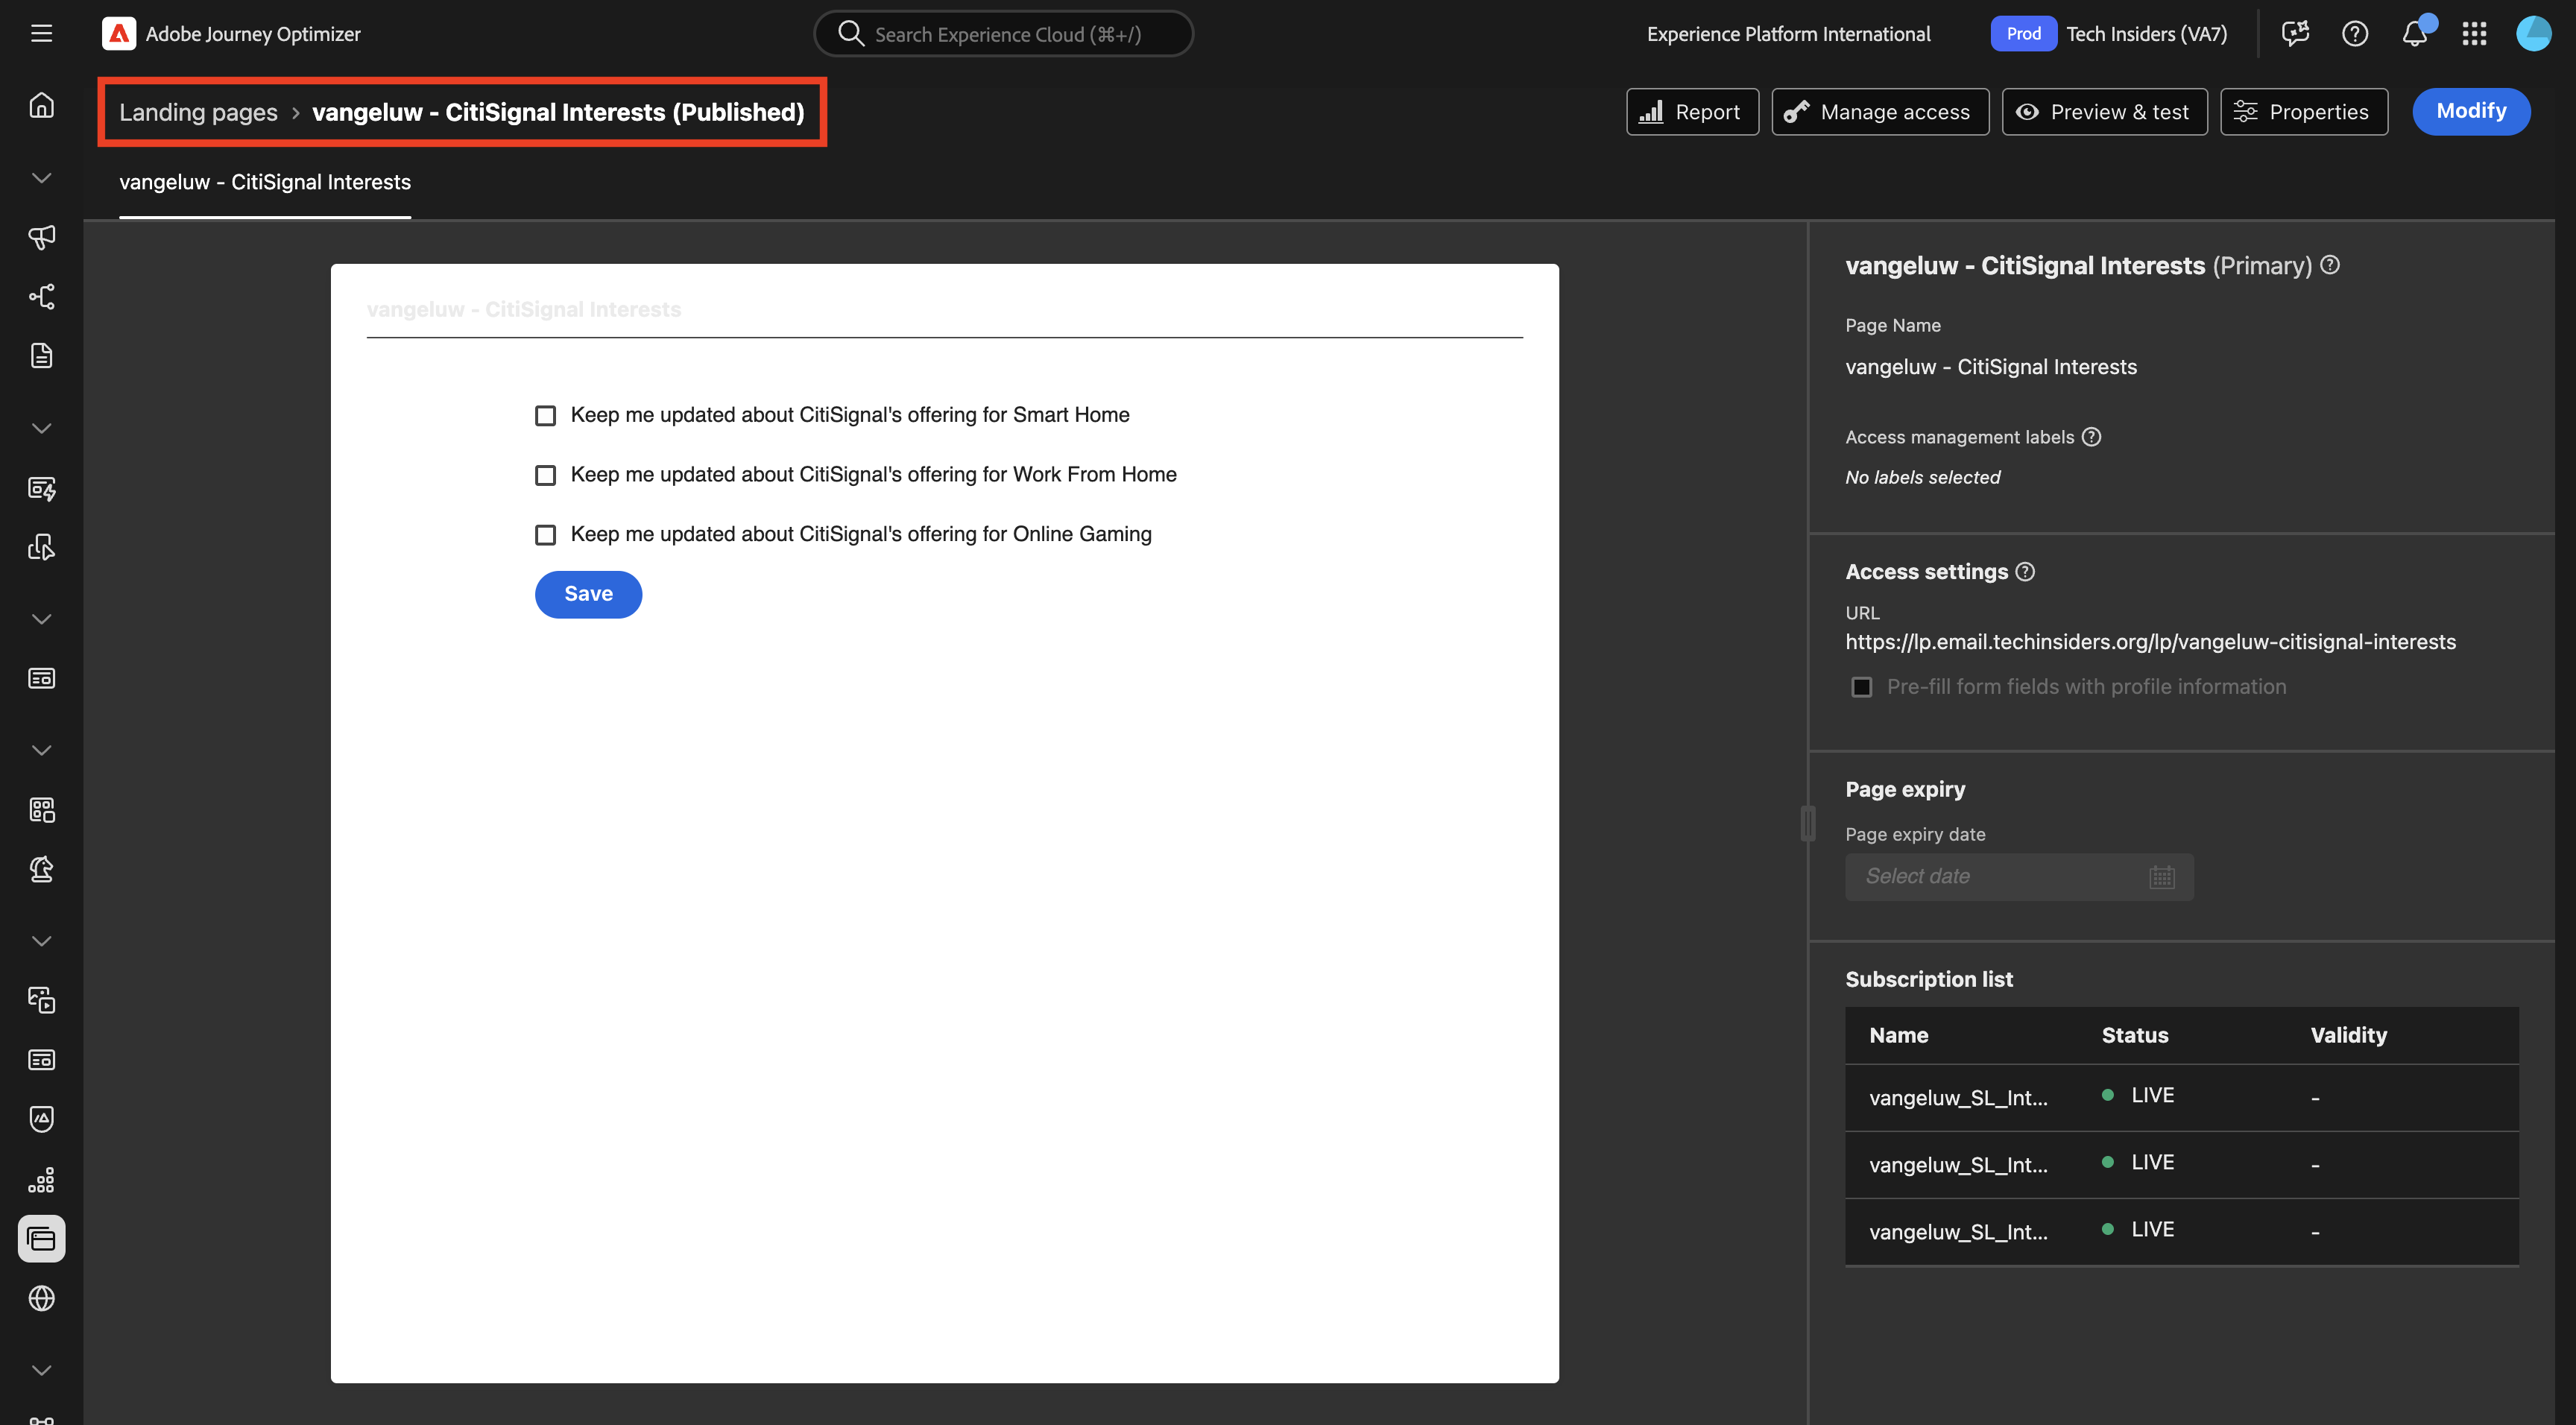 Adobe Journey Optimizer
Search Experience Cloud (⌘+/)
Experience Platform International
Prod
Tech Insiders (VA7)
Landing pages > vangeluw - CitiSignal Interests (Published)
Report
Manage access
Preview & test
Properties
Modify
vangeluw - CitiSignal Interests
vangeluw - CitiSignal Interests
Keep me updated about CitiSignal's offering for Smart Home
Keep me updated about CitiSignal's offering for Work From Home
Keep me updated about CitiSignal's offering for Online Gaming
Save
vangeluw - CitiSignal Interests (Primary)
Page Name
vangeluw - CitiSignal Interests
Access management labels
No labels selected
Access settings
URL
https://lp.email.techinsiders.org/lp/vangeluw-citisignal-interests
Pre-fill form fields with profile information
Page expiry
Page expiry date
Select date
Subscription list
Name Status Validity
vangeluw_SL_Int... LIVE -
vangeluw_SL_Int... LIVE -
vangeluw_SL_Int... LIVE -